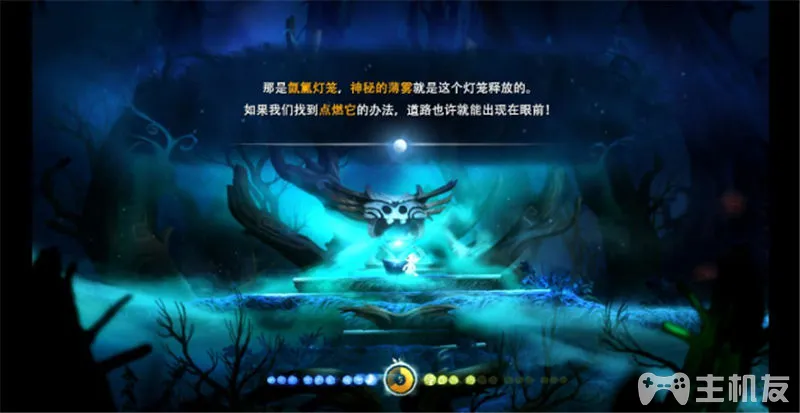 那是氤氲灯笼，神秘的薄雾就是这个灯笼释放的。
如果我们找到点燃它的办法，道路也许就能出现在眼前！
主机友